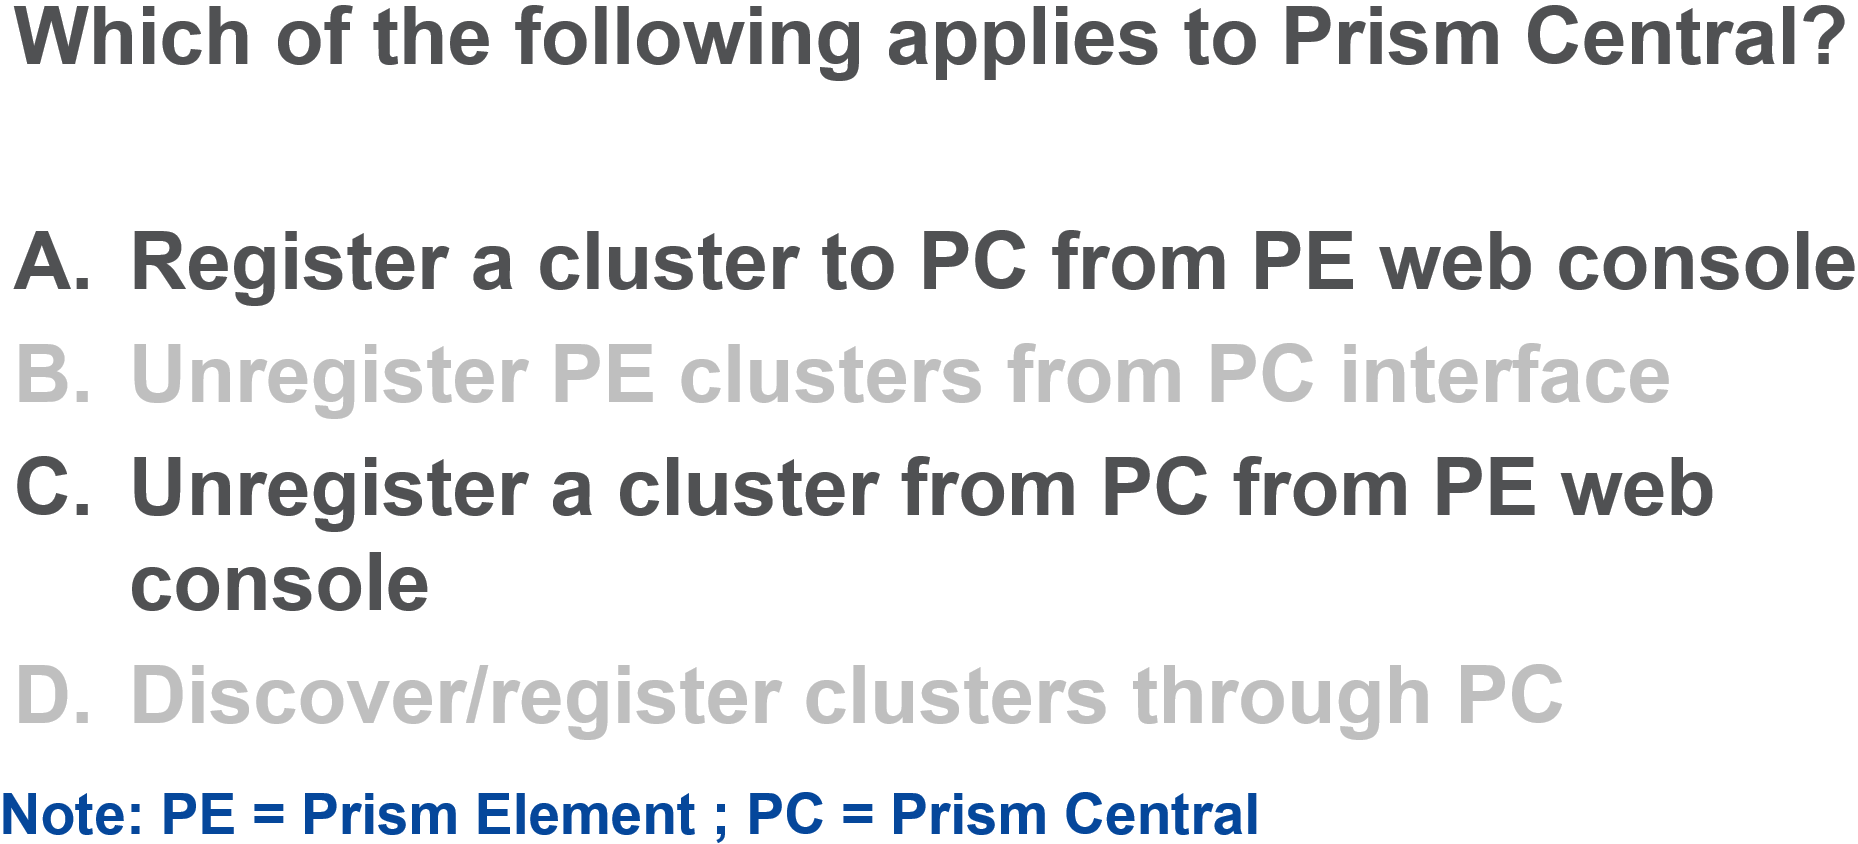 Which of the following applies to Prism Central?
A. Register a cluster to PC from PE web console
B. Unregister PE clusters from PC interface
C. Unregister a cluster from PC from PE web
console
D. Discover/register clusters through PC
Note: PE = Prism Element ; PC = Prism Central